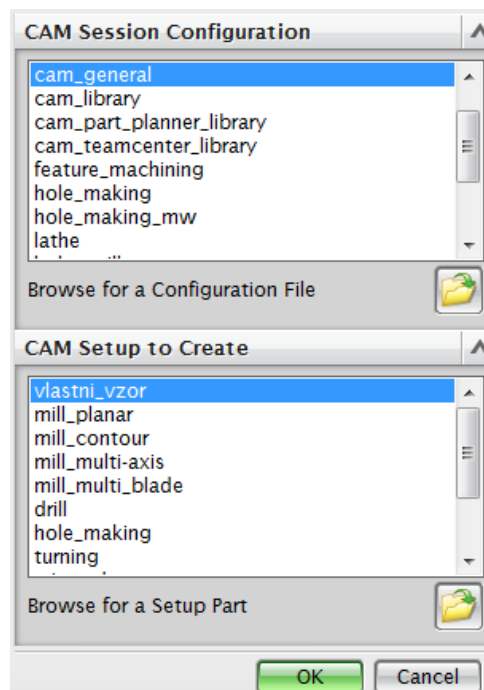 CAM Session Configuration
cam_general
cam_library
cam_part_planner_library
cam_teamcenter_library
feature_machining
hole_making
hole_making_mw
lathe
Browse for a Configuration File
CAM Setup to Create
vlastni_vzor
mill_planar
mill_contour
mill_multi-axis
mill_multi_blade
drill
hole_making
turning
Browse for a Setup Part
OK Cancel